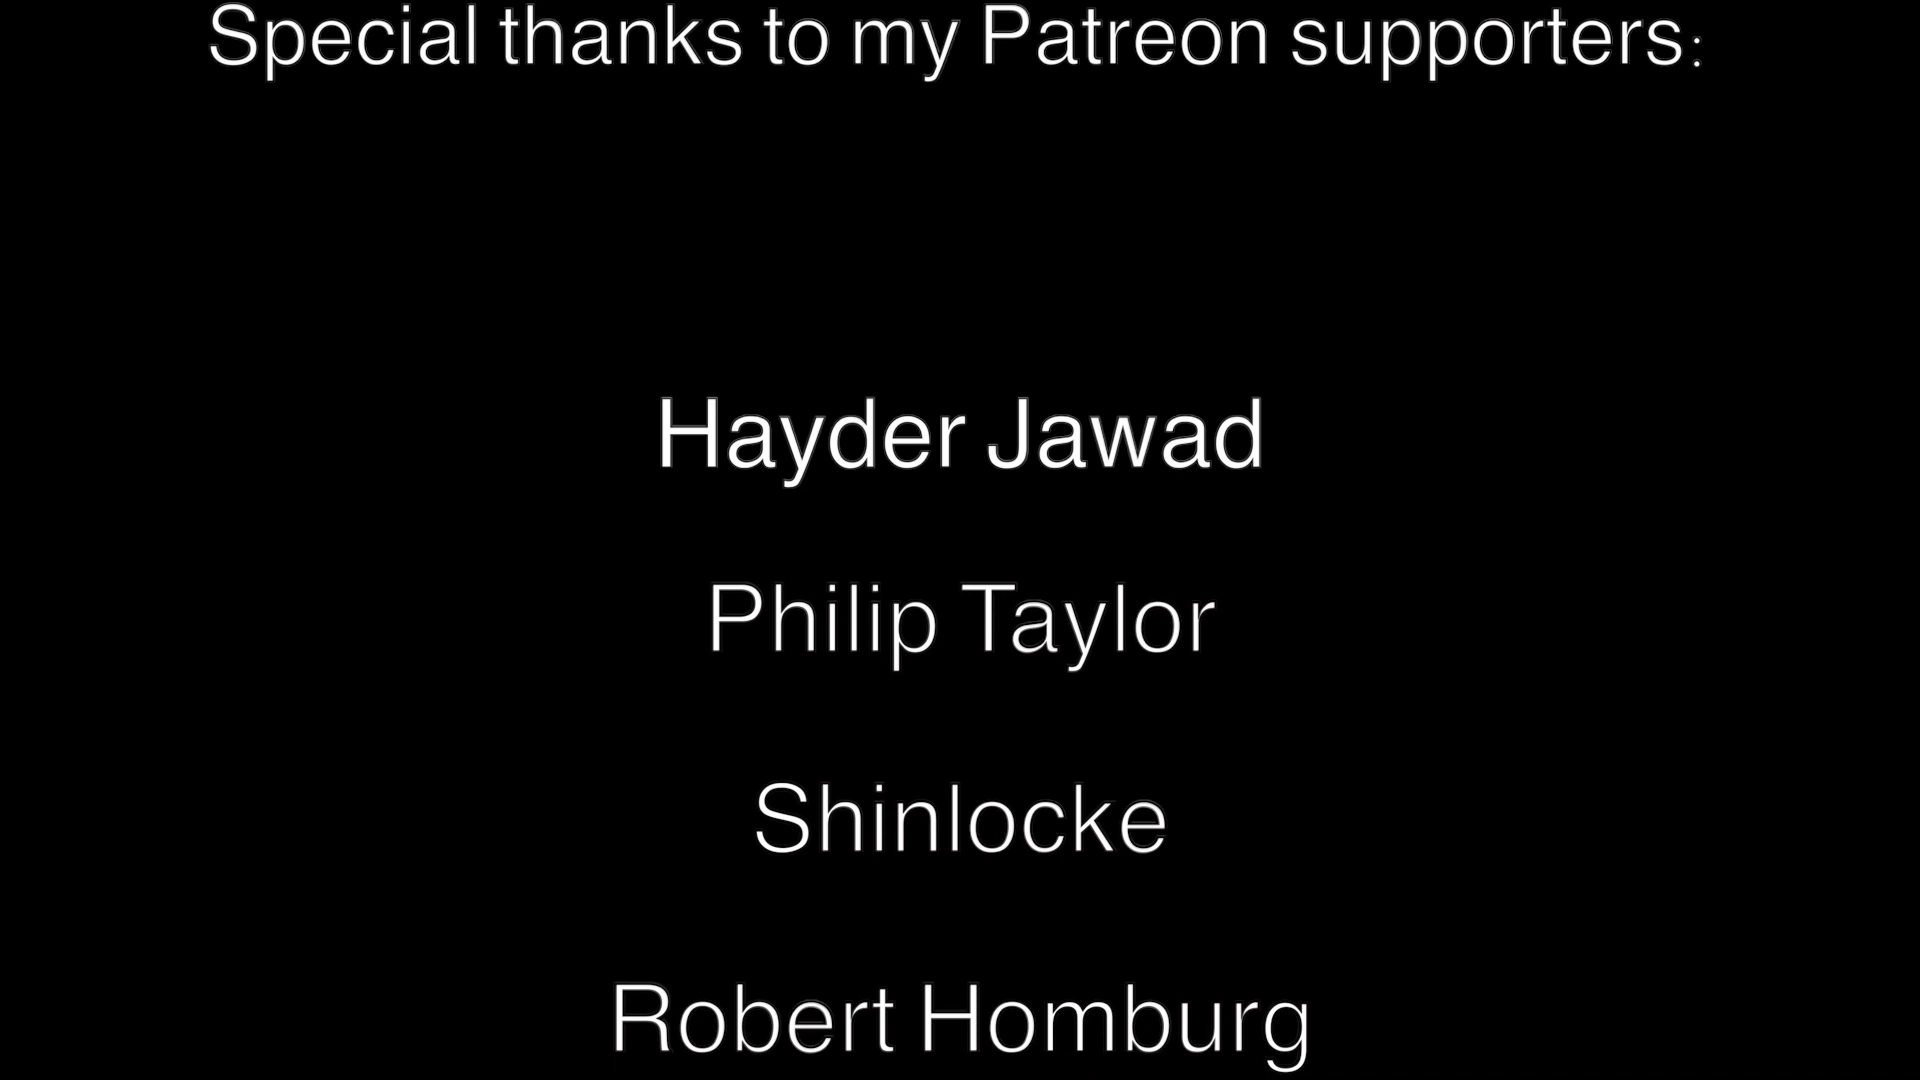 Special thanks to my Patreon supporters:
Hayder Jawad
Philip Taylor
Shinlocke
Robert Homburg